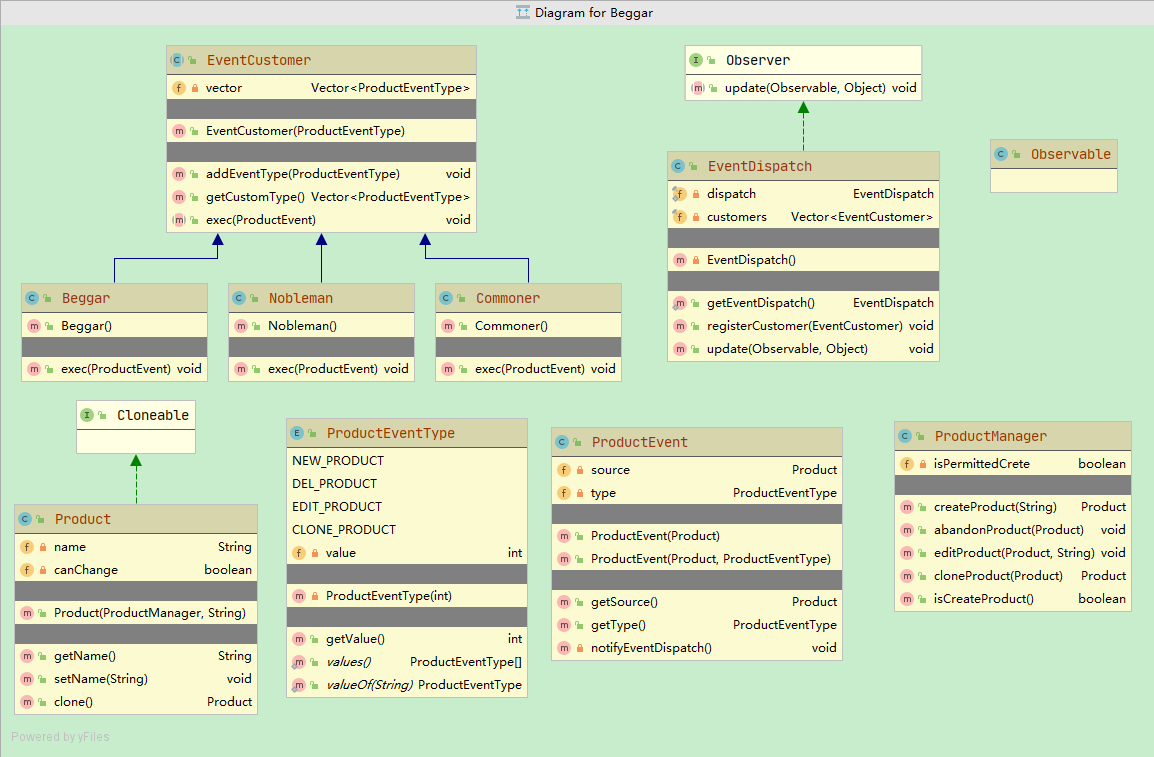 Diagram for Beggar
EventCustomer
vector Vector<ProductEventType>
EventCustomer(ProductEventType)
addEventType(ProductEventType) void
getCustomType() Vector<ProductEventType>
exec(ProductEvent) void
Observer
update(Observable, Object) void
Observable
EventDispatch
dispatch EventDispatch
customers Vector<EventCustomer>
EventDispatch()
getEventDispatch() EventDispatch
registerCustomer(EventCustomer) void
update(Observable, Object) void
Beggar
Beggar()
exec(ProductEvent) void
Nobleman
Nobleman()
exec(ProductEvent) void
Commoner
Commoner()
exec(ProductEvent) void
Cloneable
Product
name String
canChange boolean
Product(ProductManager, String)
getName() String
setName(String) void
clone() Product
ProductEventType
NEW_PRODUCT
DEL_PRODUCT
EDIT_PRODUCT
CLONE_PRODUCT
value int
ProductEventType(int)
getValue() int
values() ProductEventType[]
valueOf(String) ProductEventType
ProductEvent
source Product
type ProductEventType
ProductEvent(Product)
ProductEvent(Product, ProductEventType)
getSource() Product
getType() ProductEventType
notifyEventDispatch() void
ProductManager
isPermittedCrete boolean
createProduct(String) Product
abandonProduct(Product) void
editProduct(Product, String) void
cloneProduct(Product) Product
isCreateProduct() boolean
Powered by yFiles